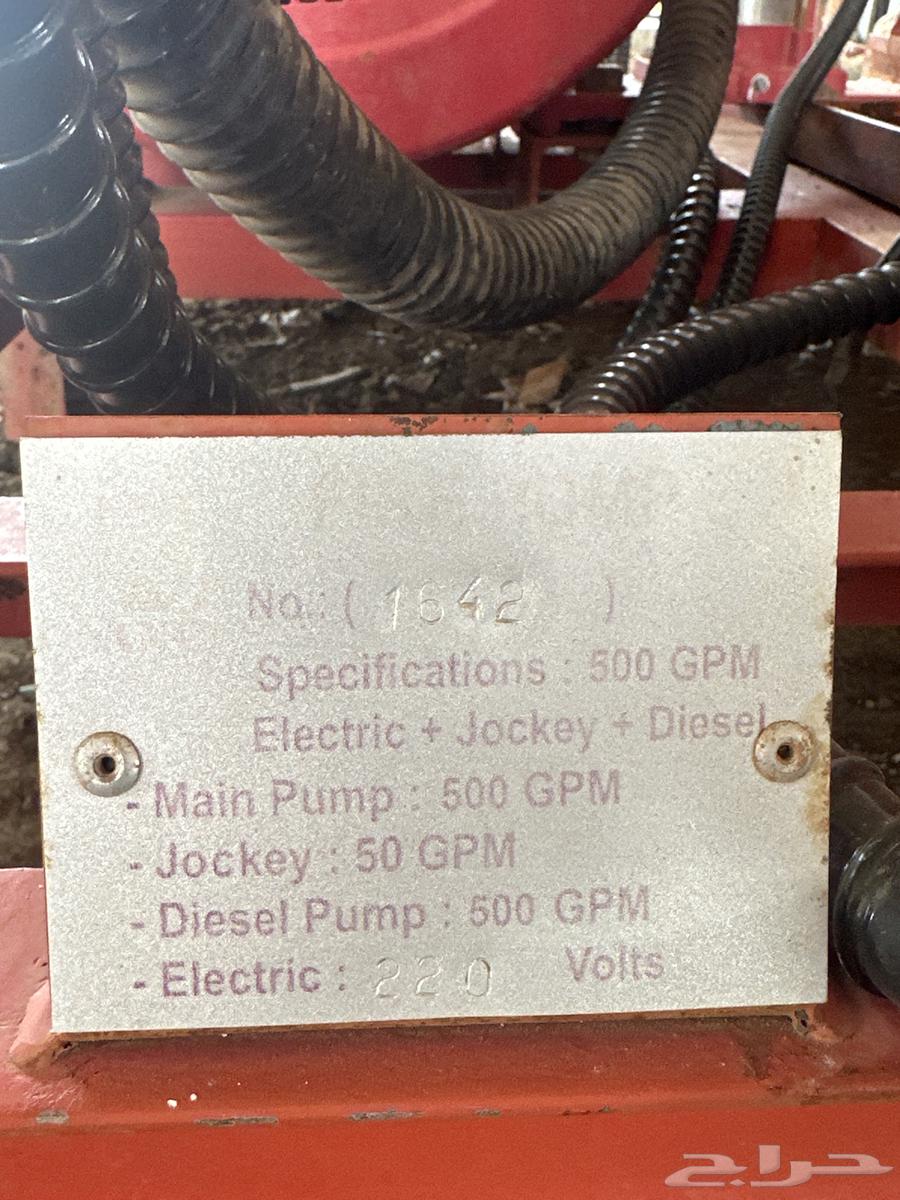 No.: ( 1642 )
Specifications : 500 GPM
Electric + Jockey + Diesel
- Main Pump : 500 GPM
- Jockey : 50 GPM
- Diesel Pump : 500 GPM
- Electric : 220 Volts
حراج